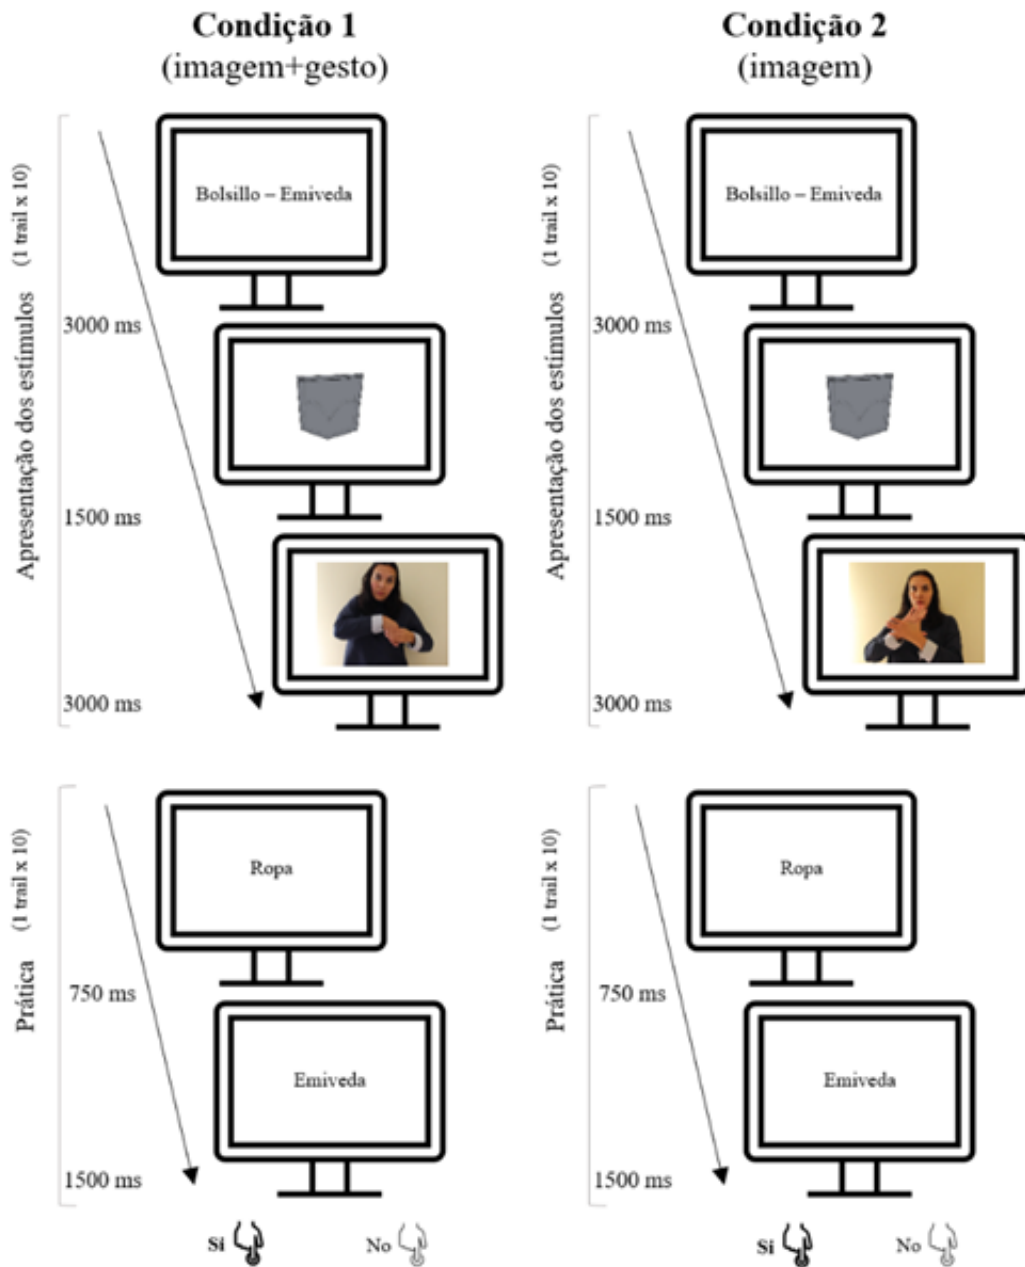 Condição 1
(imagem+gesto)
Apresentação dos estímulos (1 trail x 10)
Bolsillo – Emiveda
3000 ms
1500 ms
3000 ms
Prática (1 trail x 10)
Ropa
750 ms
Emiveda
1500 ms
Sí No
Condição 2
(imagem)
Apresentação dos estímulos (1 trail x 10)
Bolsillo – Emiveda
3000 ms
1500 ms
3000 ms
Prática (1 trail x 10)
Ropa
750 ms
Emiveda
1500 ms
Sí No